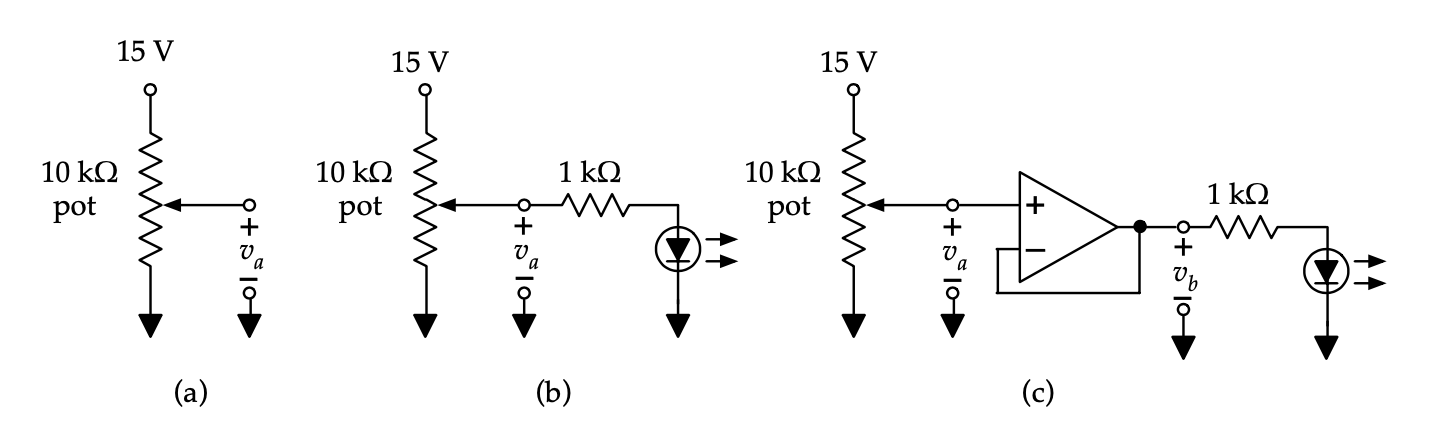 15 V
10 kΩ
pot
+
v_a
−
(a)
15 V
10 kΩ
pot
1 kΩ
+
v_a
−
(b)
15 V
10 kΩ
pot
+
v_a
−
+
−
1 kΩ
+
v_b
−
(c)